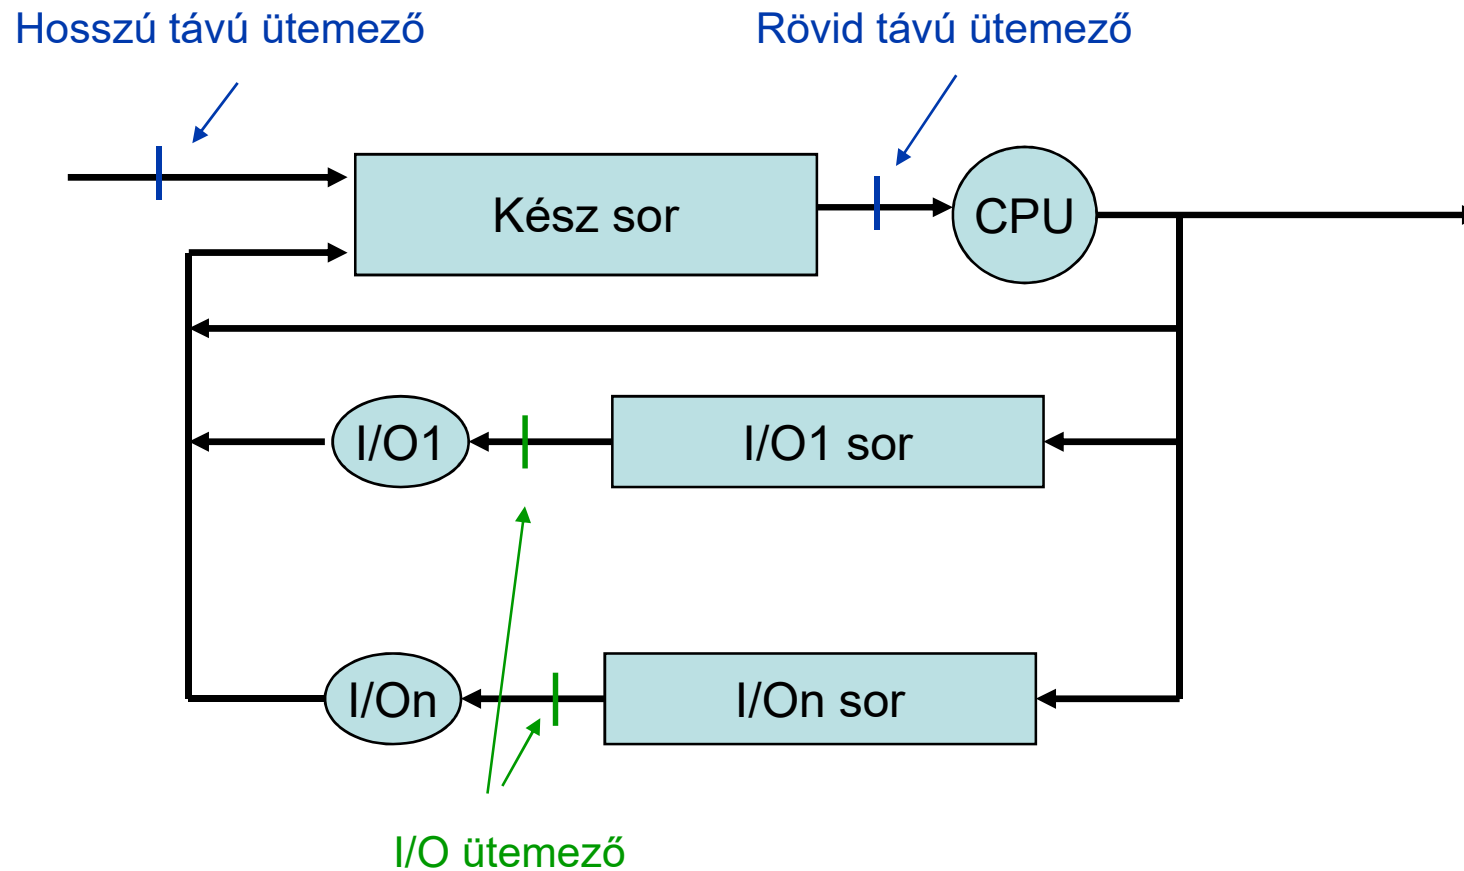 Hosszú távú ütemező
Rövid távú ütemező
Kész sor
CPU
I/O1
I/O1 sor
I/On
I/On sor
I/O ütemező